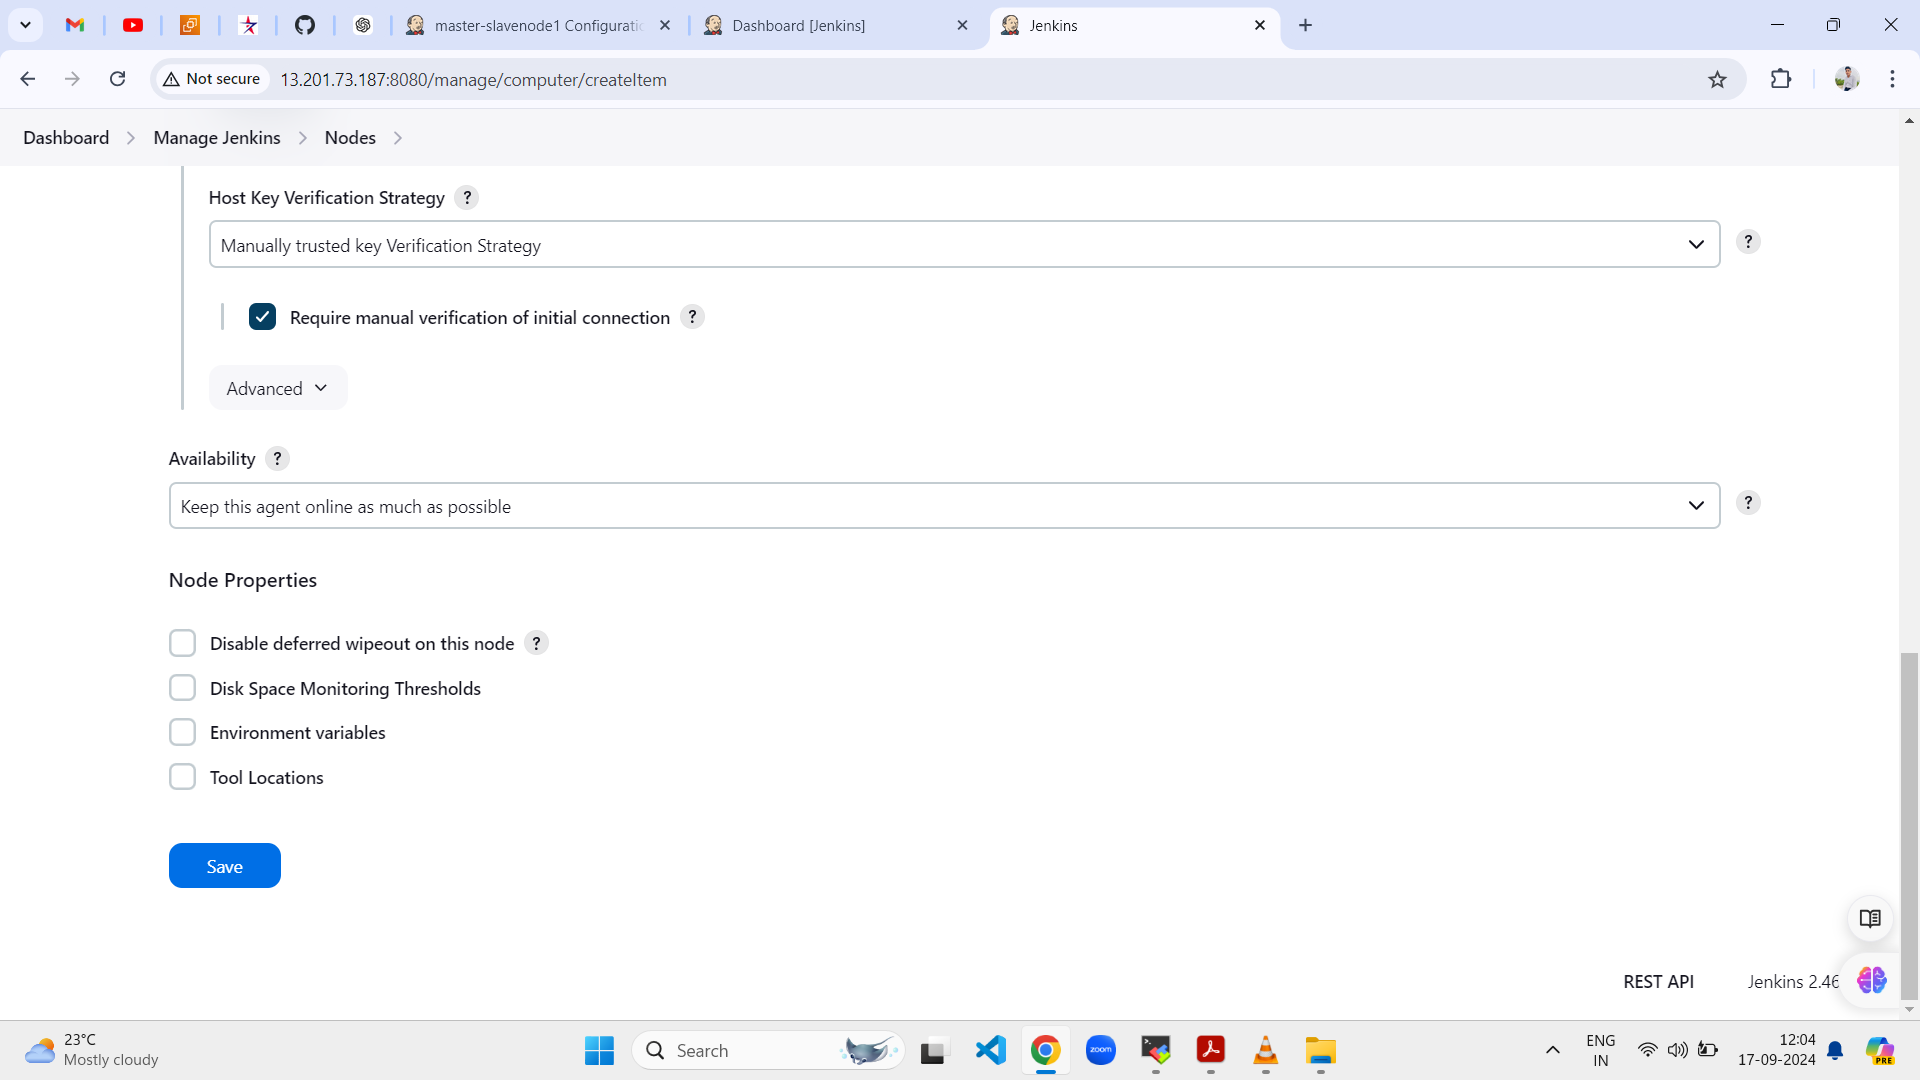 master-slavenode1 Configuratic
Dashboard [Jenkins]
Jenkins
Not secure
13.201.73.187:8080/manage/computer/createItem
Dashboard
Manage Jenkins
Nodes
Host Key Verification Strategy ?
Manually trusted key Verification Strategy
?
Require manual verification of initial connection ?
Advanced
Availability ?
Keep this agent online as much as possible
?
Node Properties
Disable deferred wipeout on this node ?
Disk Space Monitoring Thresholds
Environment variables
Tool Locations
Save
REST API
Jenkins 2.46
23°C
Mostly cloudy
Search
zoom
ENG
IN
12:04
17-09-2024
PRE